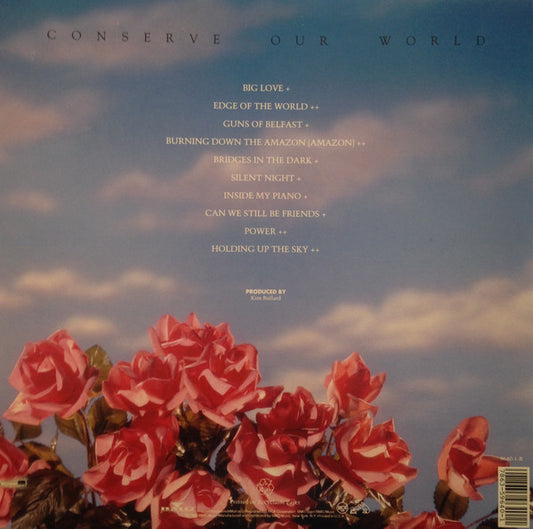 CONSERVE OUR WORLD
BIG LOVE +
EDGE OF THE WORLD ++
GUNS OF BELFAST +
BURNING DOWN THE AMAZON (AMAZON) ++
BRIDGES IN THE DARK +
SILENT NIGHT +
INSIDE MY PIANO +
CAN WE STILL BE FRIENDS +
POWER ++
HOLDING UP THE SKY ++
PRODUCED BY
Kim Bullard